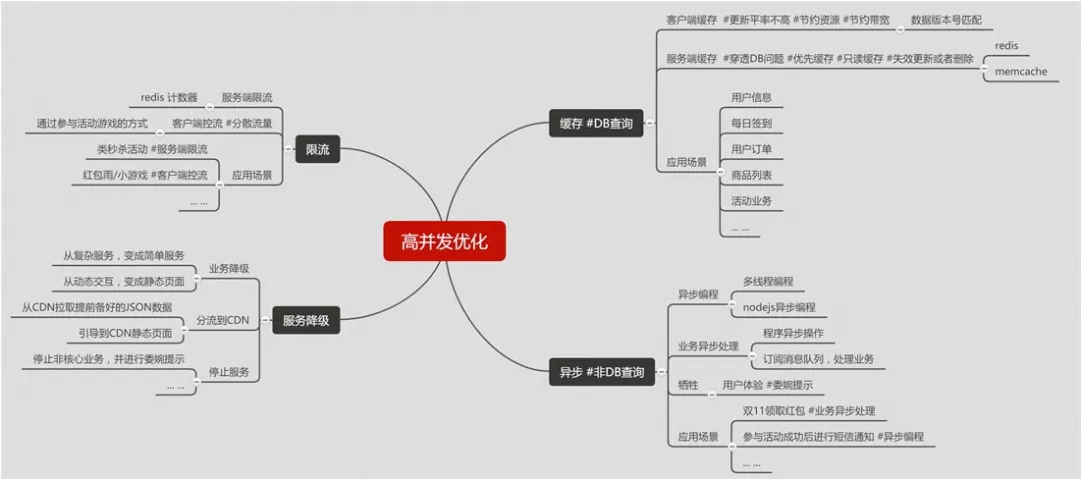 高并发优化
缓存 #DB查询
客户端缓存 #更新平率不高 #节约资源 #节约带宽
数据版本号匹配
服务端缓存 #穿透DB问题 #优先缓存 #只读缓存 #失效更新或者删除
redis
memcache
应用场景
用户信息
每日签到
用户订单
商品列表
活动业务
... ...
异步 #非DB查询
异步编程
多线程编程
nodejs异步编程
业务异步处理
程序异步操作
订阅消息队列，处理业务
牺牲
用户体验 #委婉提示
应用场景
双11领取红包 #业务异步处理
参与活动成功后进行短信通知 #异步编程
... ...
限流
服务端限流
redis 计数器
客户端控流 #分散流量
通过参与活动游戏的方式
应用场景
类秒杀活动 #服务端限流
红包雨/小游戏 #客户端控流
... ...
服务降级
业务降级
从复杂服务，变成简单服务
从动态交互，变成静态页面
分流到CDN
从CDN拉取提前备好的JSON数据
引导到CDN静态页面
停止服务
停止非核心业务，并进行委婉提示
... ...